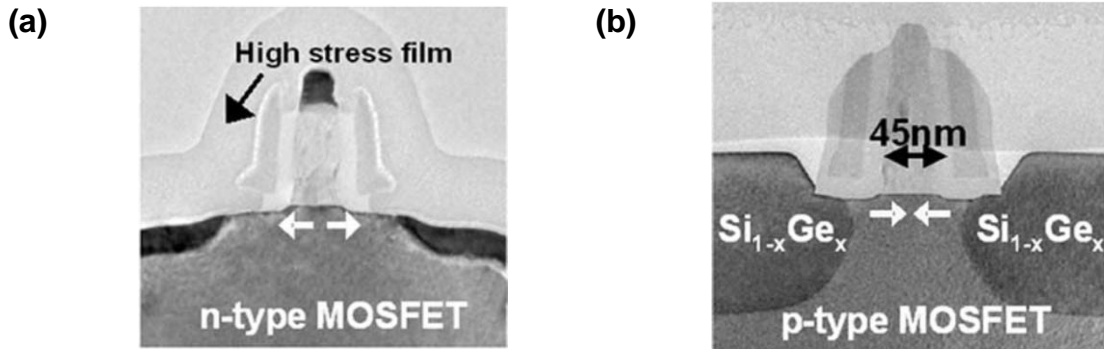 (a)
High stress film
n-type MOSFET
(b)
45nm
Si₁₋ₓGeₓ
Si₁₋ₓGeₓ
p-type MOSFET